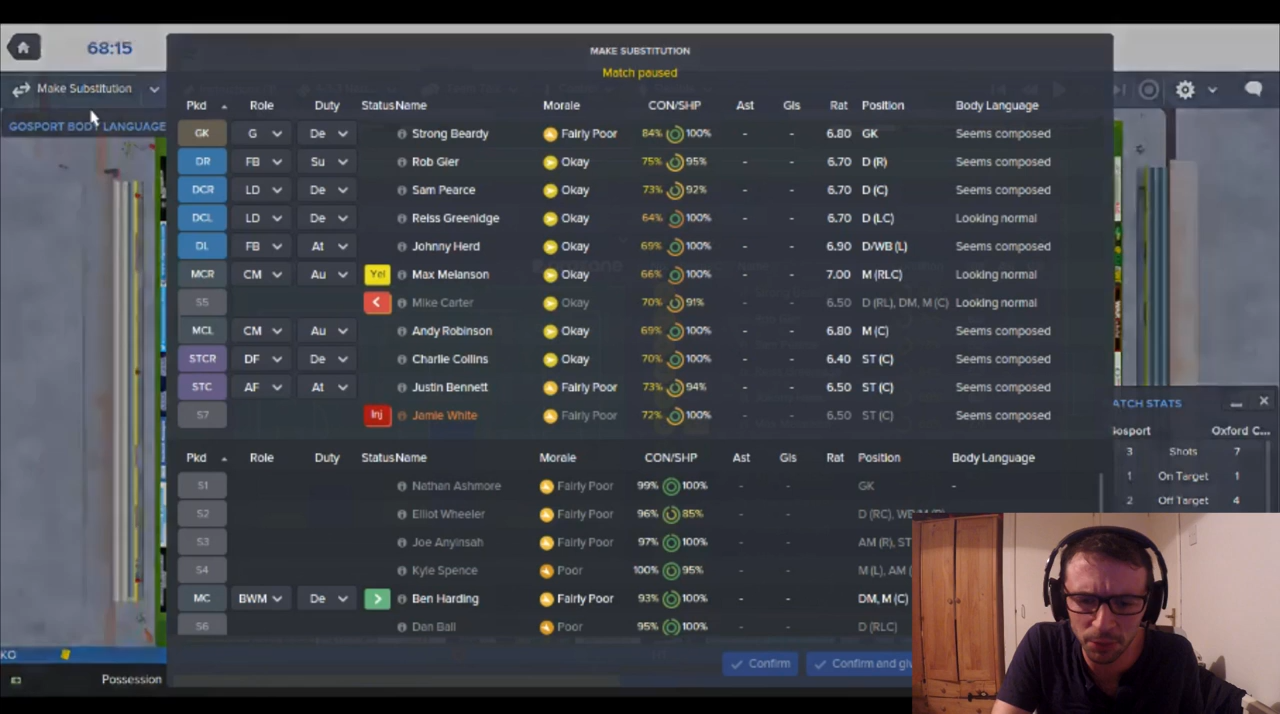 68:15
MAKE SUBSTITUTION
Match paused
Make Substitution
GOSPORT BODY LANGUAGE
Pkd Role Duty Status Name Morale CON/SHP Ast Gls Rat Position Body Language
GK G De Strong Beardy Fairly Poor 84% 100% - - 6.80 GK Seems composed
DR FB Su Rob Gier Okay 75% 95% - - 6.70 D (R) Seems composed
DCR LD De Sam Pearce Okay 73% 92% - - 6.70 D (C) Seems composed
DCL LD De Reiss Greenidge Okay 64% 100% - - 6.70 D (LC) Looking normal
DL FB At Johnny Herd Okay 69% 100% - - 6.90 D/WB (L) Seems composed
MCR CM Au Yel Max Melanson Okay 66% 100% - - 7.00 M (RLC) Looking normal
S5 Mike Carter Okay 70% 91% - - 6.50 D (RL), DM, M (C) Looking normal
MCL CM Au Andy Robinson Okay 69% 100% - - 6.80 M (C) Seems composed
STCR DF De Charlie Collins Okay 70% 100% - - 6.40 ST (C) Seems composed
STC AF At Justin Bennett Fairly Poor 73% 94% - - 6.50 ST (C) Seems composed
S7 Inj Jamie White Fairly Poor 72% 100% - - 6.50 ST (C) Seems composed
Pkd Role Duty Status Name Morale CON/SHP Ast Gls Rat Position Body Language
S1 Nathan Ashmore Fairly Poor 99% 100% GK -
S2 Elliot Wheeler Fairly Poor 96% 85% D (RC),
S3 Joe Anyinsah Fairly Poor 97% 100% AM (R), ST
S4 Kyle Spence Poor 100% 95% M (L), AM
MC BWM De Ben Harding Fairly Poor 93% 100% - - DM, M (C)
S6 Dan Ball Poor 95% 100% D (RLC)
Confirm Confirm and
ATCH STATS
Gosport Oxford C...
3 Shots 7
1 On Target 1
2 Off Target 4
KO
Possession